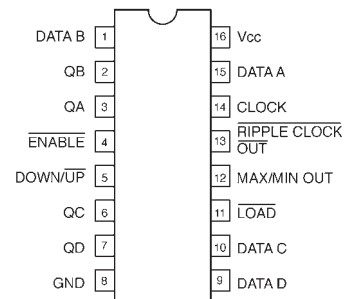 DATA B 1
16 Vcc
QB 2
15 DATA A
QA 3
14 CLOCK
ENABLE 4
13 RIPPLE CLOCK
OUT
DOWN/UP 5
12 MAX/MIN OUT
QC 6
11 LOAD
QD 7
10 DATA C
GND 8
9 DATA D